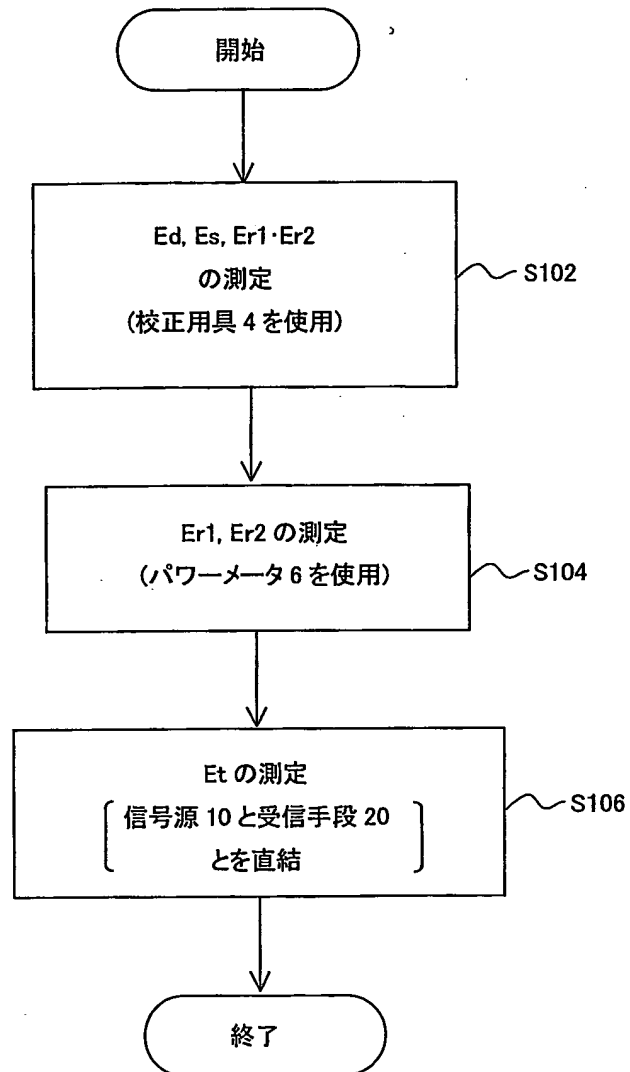 開始
Ed, Es, Er1·Er2
の測定
(校正用具 4 を使用)
S102
Er1, Er2 の測定
(パワーメータ 6 を使用)
S104
Et の測定
信号源 10 と受信手段 20
とを直結
S106
終了